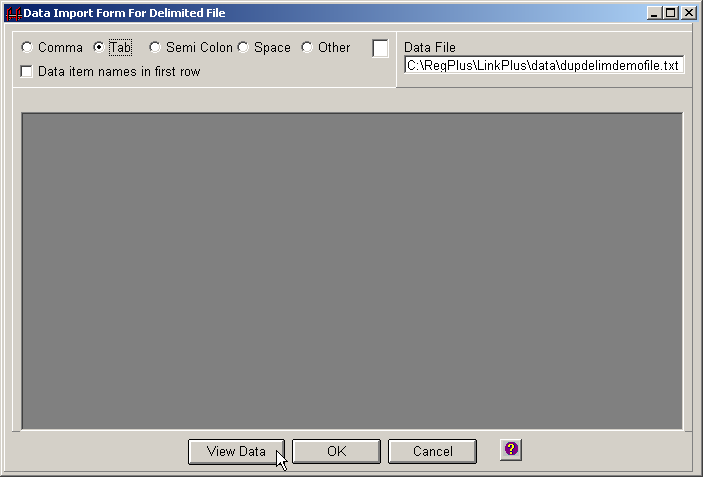 Data Import Form For Delimited File
Comma Tab Semi Colon Space Other
Data File
Data item names in first row
C:\RegPlus\LinkPlus\data\dupdelimdemofile.txt
View Data OK Cancel ?